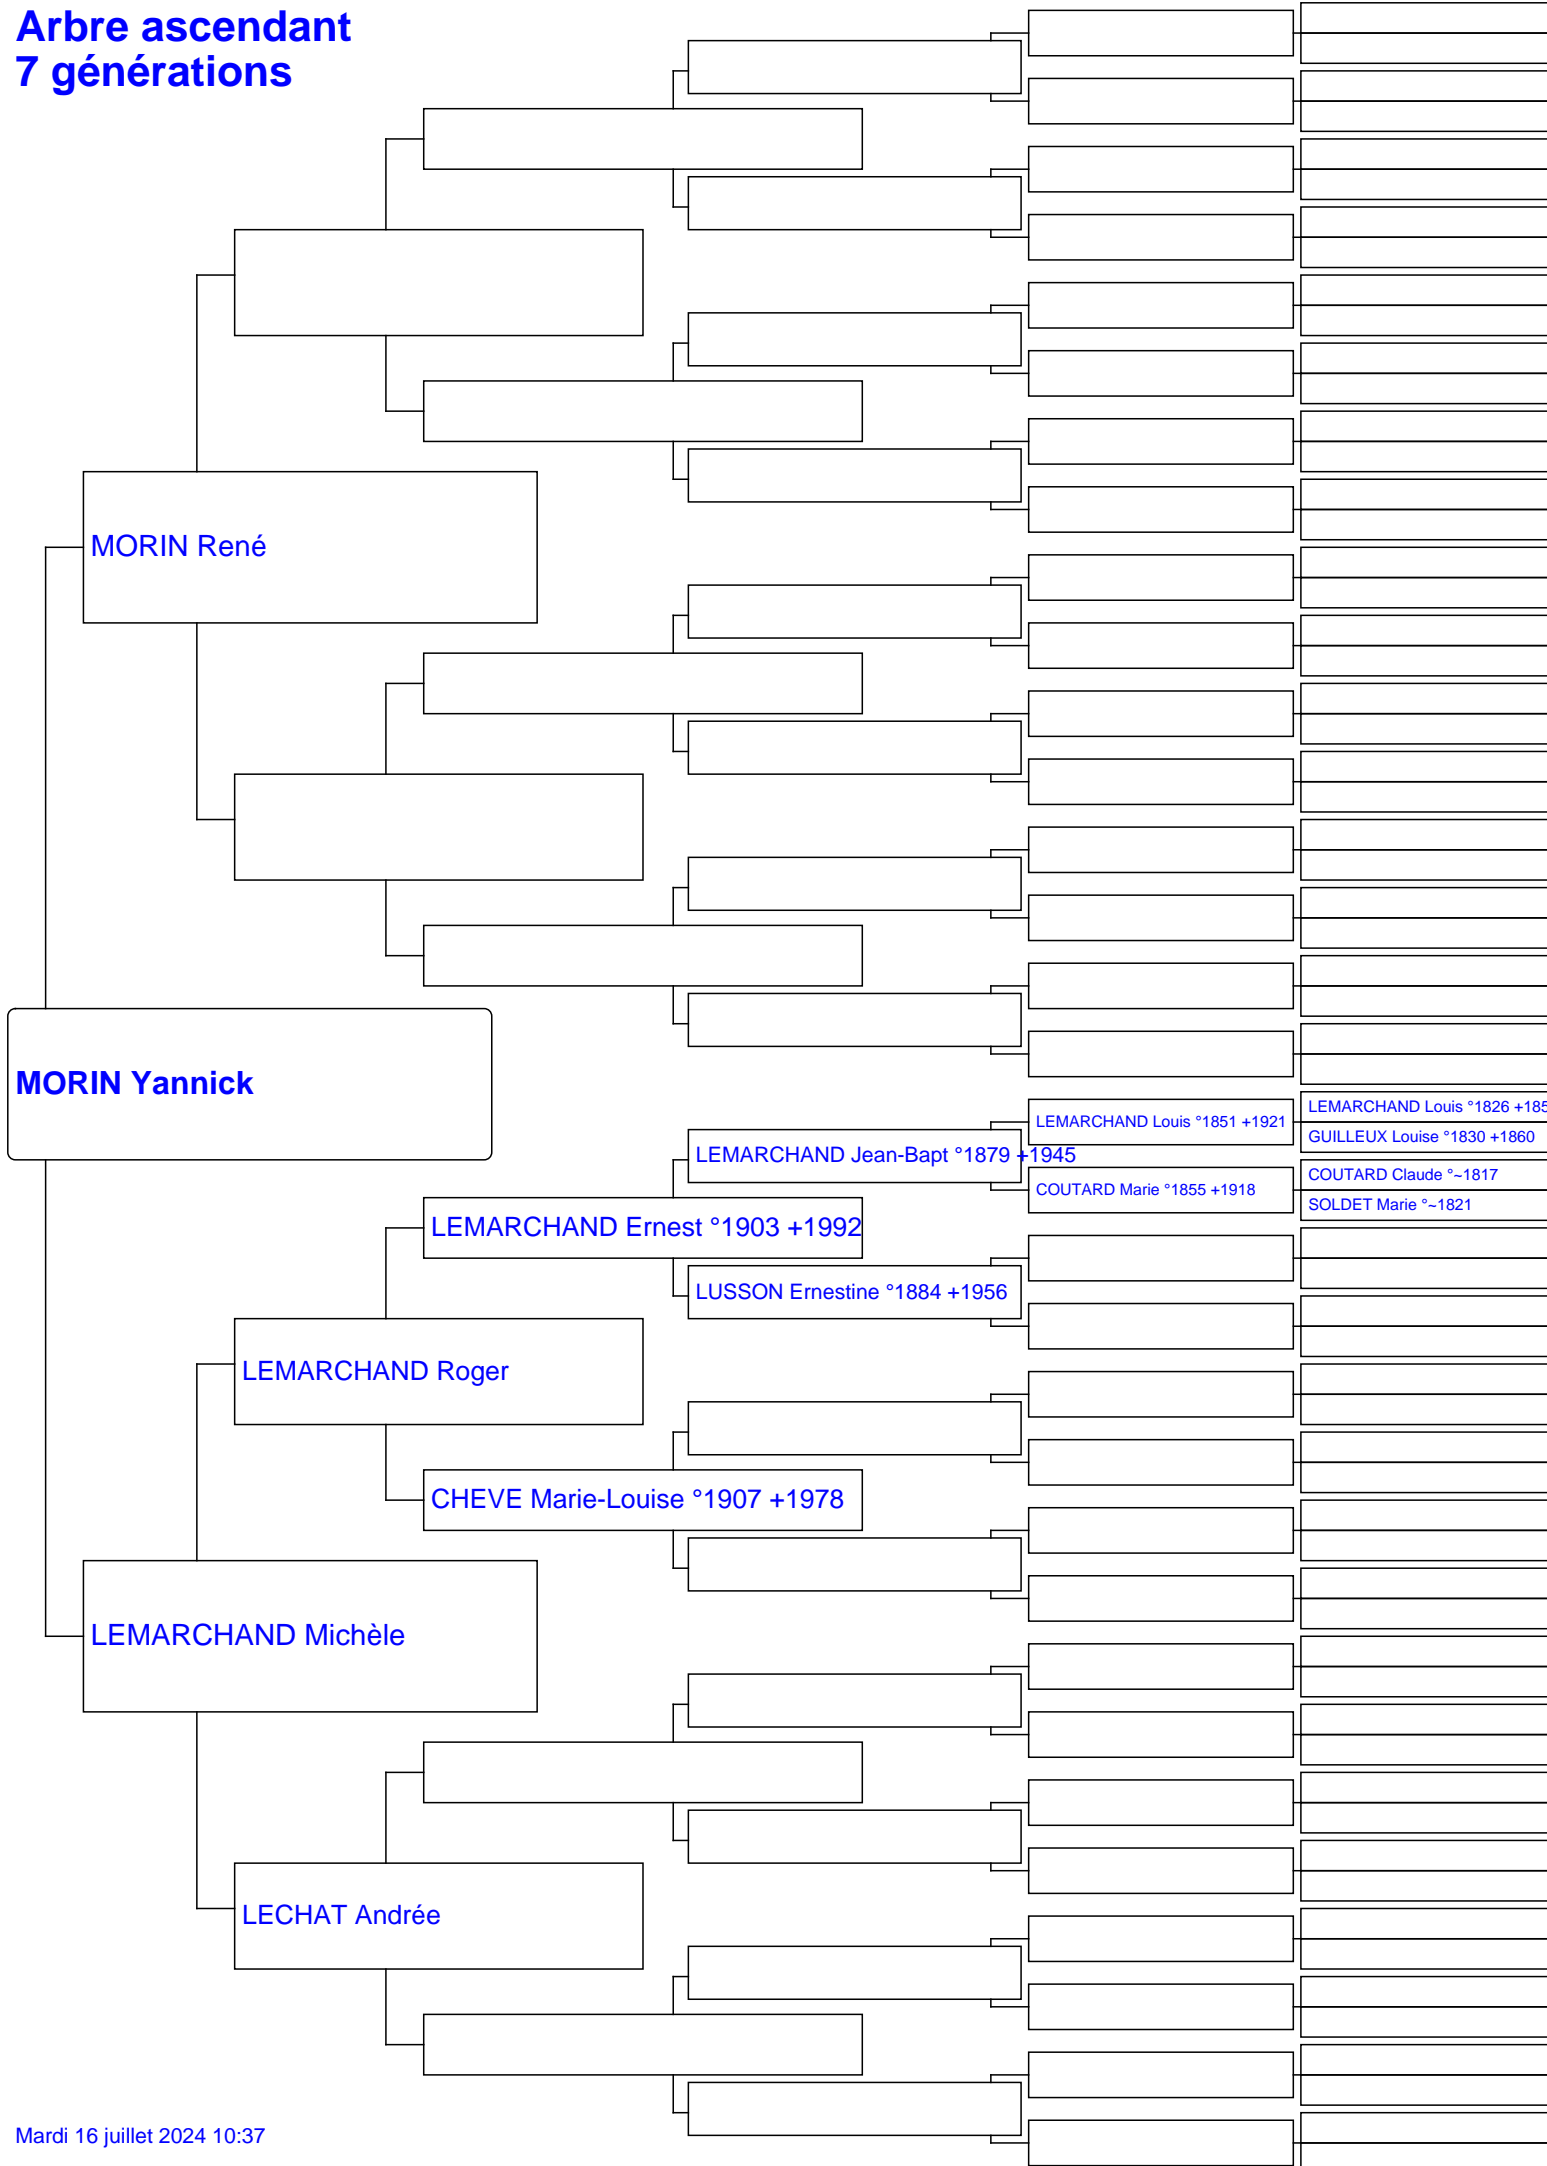 Arbre ascendant
7 générations
MORIN René
MORIN Yannick
LEMARCHAND Louis °1826 +185
LEMARCHAND Louis °1851 +1921
GUILLEUX Louise °1830 +1860
LEMARCHAND Jean-Bapt °1879 +1945
COUTARD Claude °~1817
COUTARD Marie °1855 +1918
SOLDET Marie °~1821
LEMARCHAND Ernest °1903 +1992
LUSSON Ernestine °1884 +1956
LEMARCHAND Roger
CHEVE Marie-Louise °1907 +1978
LEMARCHAND Michèle
LECHAT Andrée
Mardi 16 juillet 2024 10:37